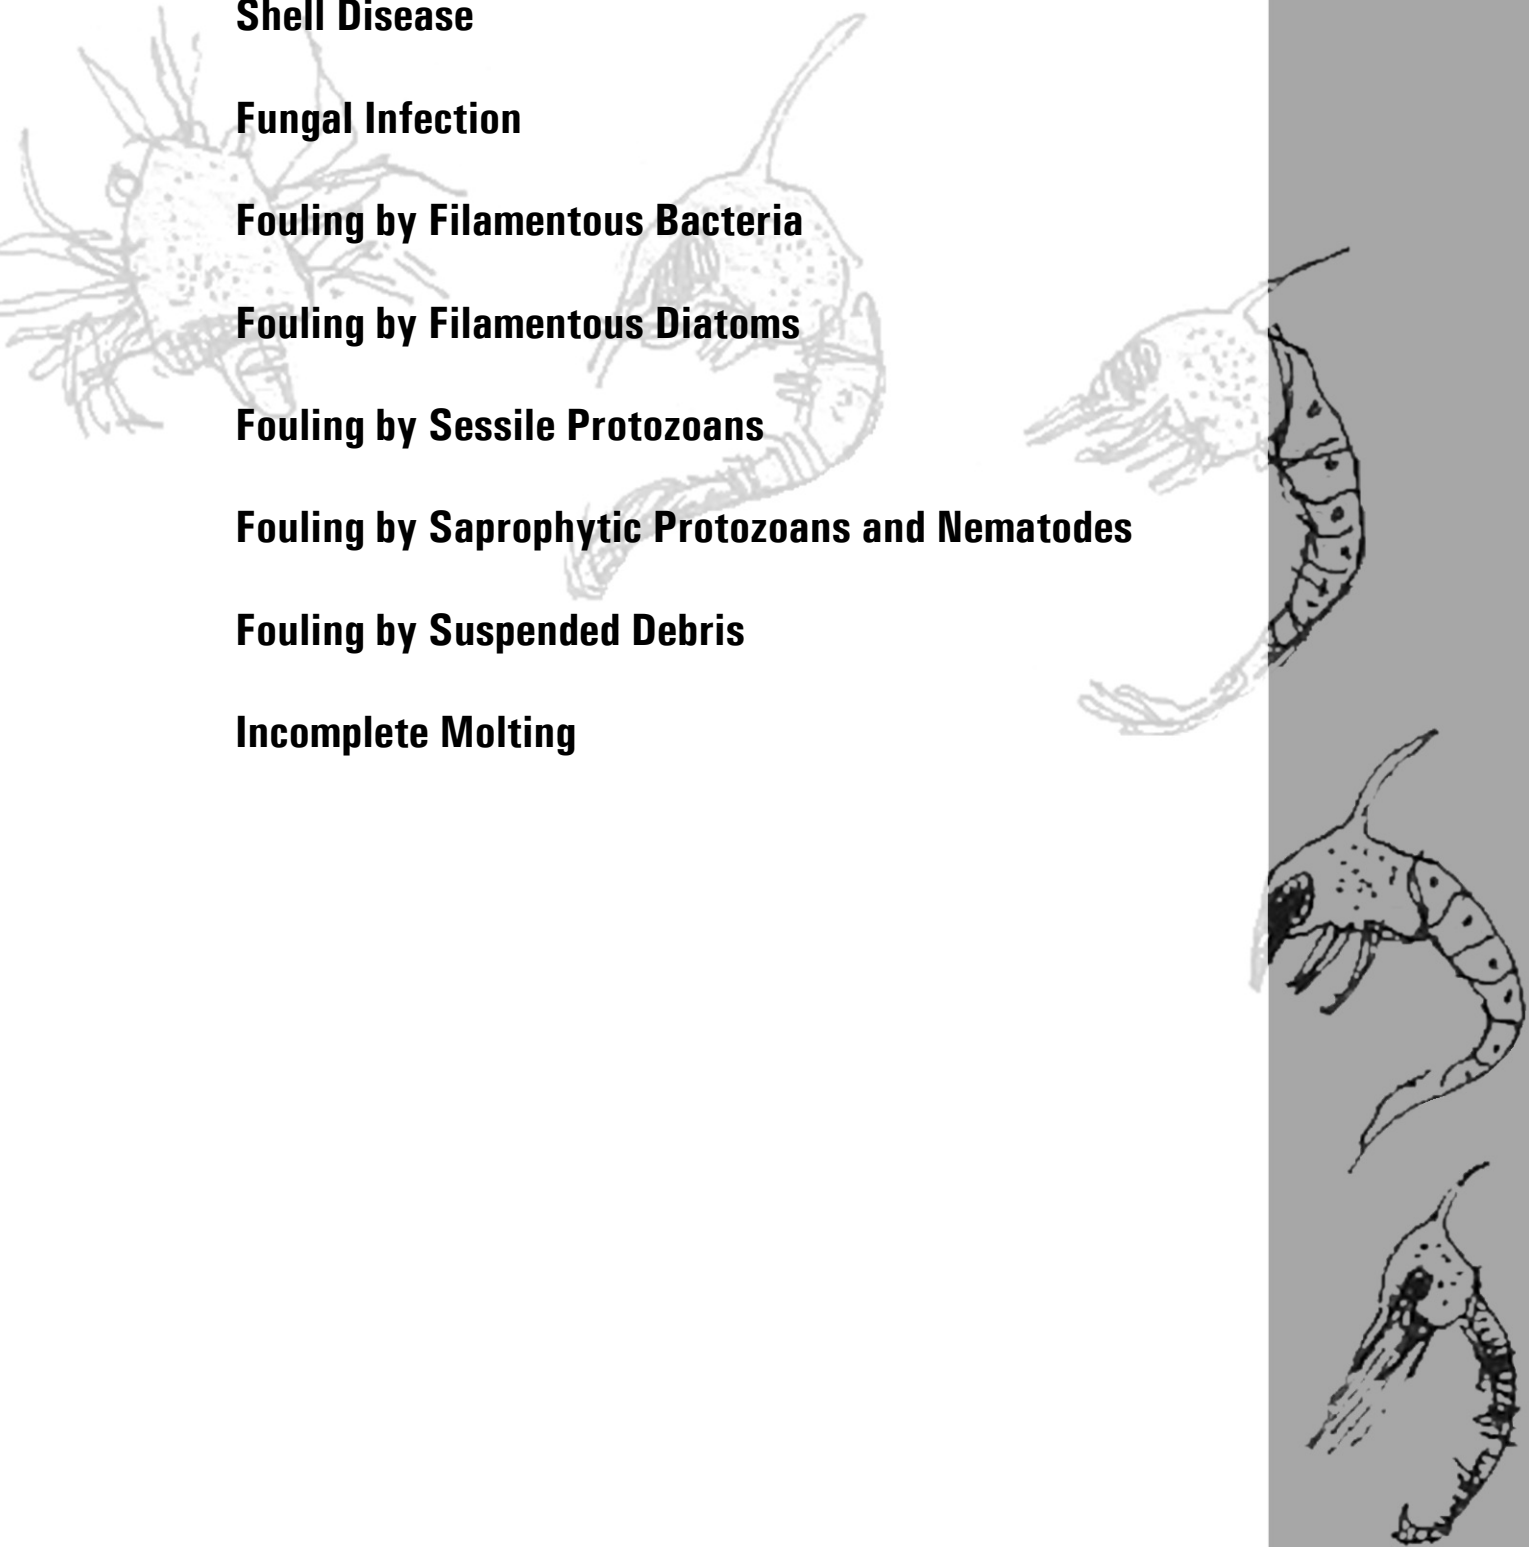 Shell Disease
Fungal Infection
Fouling by Filamentous Bacteria
Fouling by Filamentous Diatoms
Fouling by Sessile Protozoans
Fouling by Saprophytic Protozoans and Nematodes
Fouling by Suspended Debris
Incomplete Molting